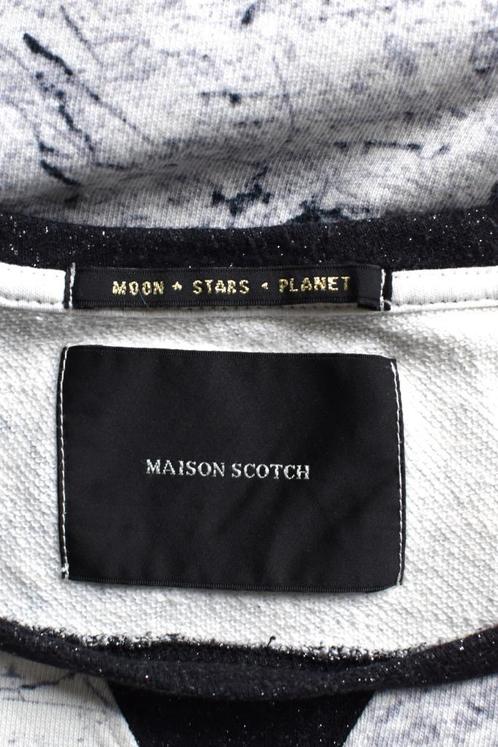 MOON ★ STARS ★ PLANET
MAISON SCOTCH